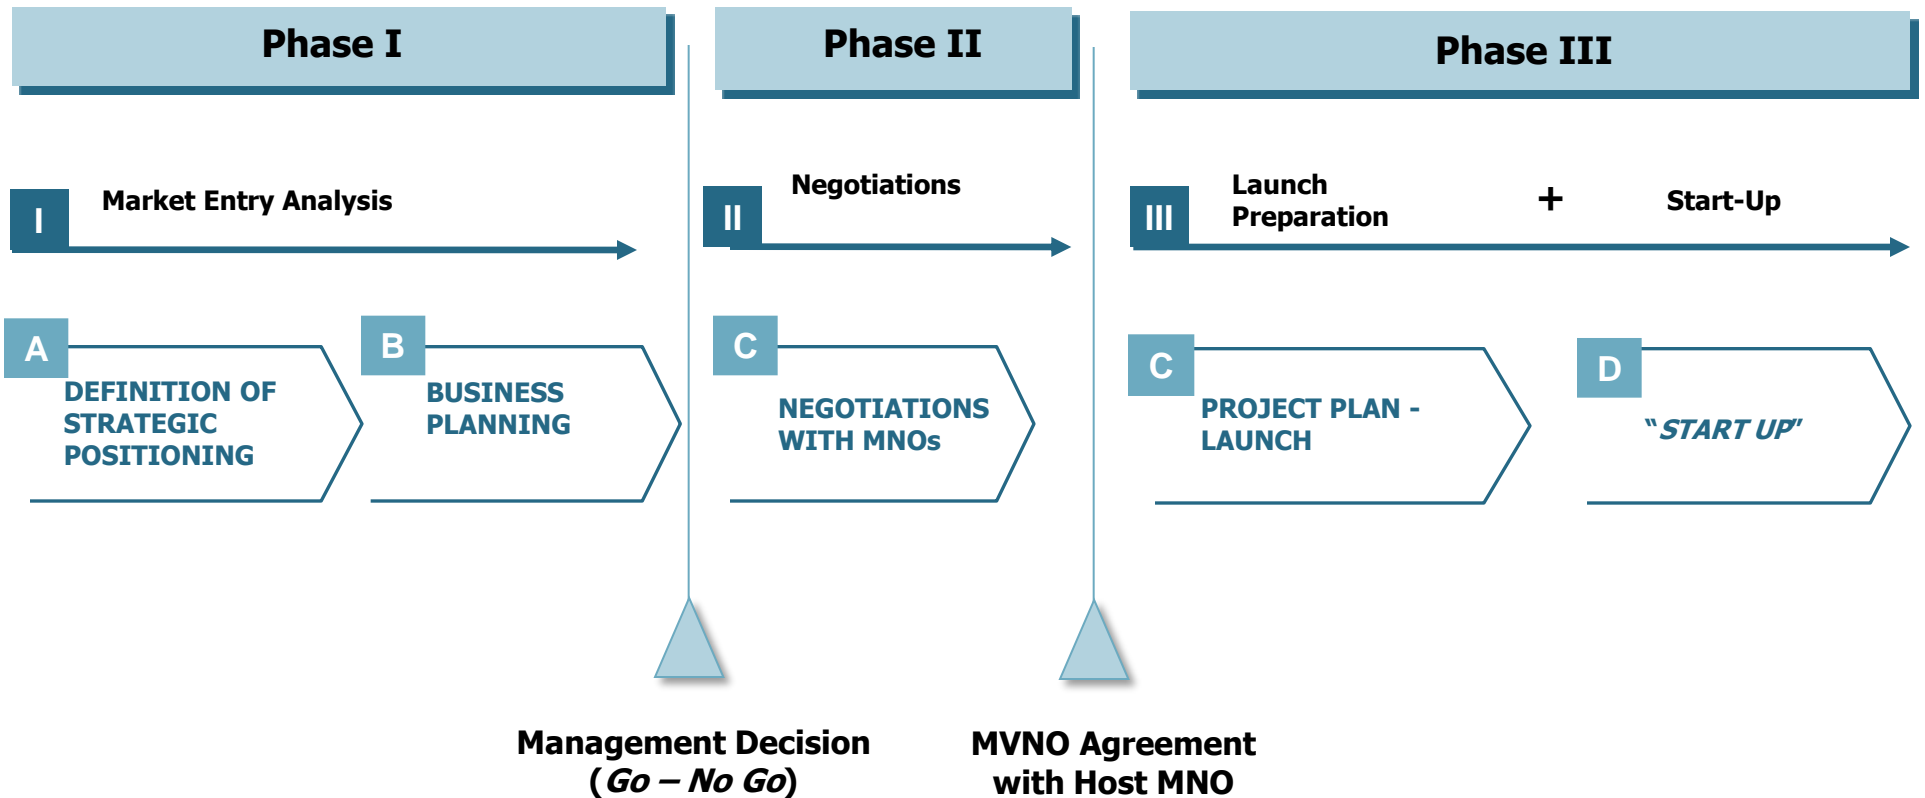 Phase I
Phase II
Phase III
I
Market Entry Analysis
II
Negotiations
III
Launch
Preparation
+
Start-Up
A
DEFINITION OF
STRATEGIC
POSITIONING
B
BUSINESS
PLANNING
C
NEGOTIATIONS
WITH MNOs
C
PROJECT PLAN -
LAUNCH
D
“START UP”
Management Decision
(Go – No Go)
MVNO Agreement
with Host MNO